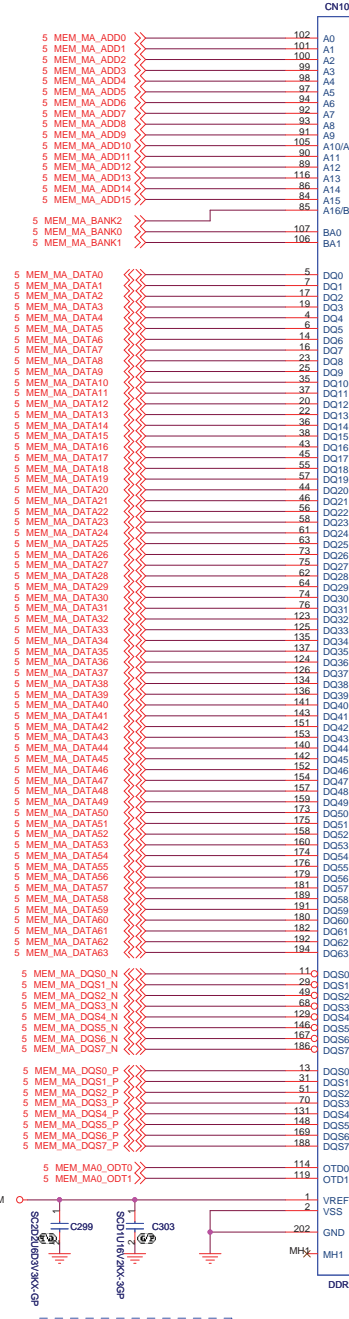 CN10
5 MEM_MA_ADD0 102 A0
5 MEM_MA_ADD1 101 A1
5 MEM_MA_ADD2 100 A2
5 MEM_MA_ADD3 99 A3
5 MEM_MA_ADD4 98 A4
5 MEM_MA_ADD5 97 A5
5 MEM_MA_ADD6 94 A6
5 MEM_MA_ADD7 92 A7
5 MEM_MA_ADD8 93 A8
5 MEM_MA_ADD9 91 A9
5 MEM_MA_ADD10 105 A10/A
5 MEM_MA_ADD11 90 A11
5 MEM_MA_ADD12 89 A12
5 MEM_MA_ADD13 116 A13
5 MEM_MA_ADD14 86 A14
5 MEM_MA_ADD15 84 A15
5 MEM_MA_BANK2 85 A16/B
5 MEM_MA_BANK0 107 BA0
5 MEM_MA_BANK1 106 BA1
5 MEM_MA_DATA0 5 DQ0
5 MEM_MA_DATA1 7 DQ1
5 MEM_MA_DATA2 17 DQ2
5 MEM_MA_DATA3 19 DQ3
5 MEM_MA_DATA4 4 DQ4
5 MEM_MA_DATA5 6 DQ5
5 MEM_MA_DATA6 14 DQ6
5 MEM_MA_DATA7 16 DQ7
5 MEM_MA_DATA8 23 DQ8
5 MEM_MA_DATA9 25 DQ9
5 MEM_MA_DATA10 35 DQ10
5 MEM_MA_DATA11 37 DQ11
5 MEM_MA_DATA12 20 DQ12
5 MEM_MA_DATA13 22 DQ13
5 MEM_MA_DATA14 36 DQ14
5 MEM_MA_DATA15 38 DQ15
5 MEM_MA_DATA16 43 DQ16
5 MEM_MA_DATA17 45 DQ17
5 MEM_MA_DATA18 55 DQ18
5 MEM_MA_DATA19 57 DQ19
5 MEM_MA_DATA20 44 DQ20
5 MEM_MA_DATA21 46 DQ21
5 MEM_MA_DATA22 56 DQ22
5 MEM_MA_DATA23 58 DQ23
5 MEM_MA_DATA24 61 DQ24
5 MEM_MA_DATA25 63 DQ25
5 MEM_MA_DATA26 73 DQ26
5 MEM_MA_DATA27 75 DQ27
5 MEM_MA_DATA28 62 DQ28
5 MEM_MA_DATA29 64 DQ29
5 MEM_MA_DATA30 74 DQ30
5 MEM_MA_DATA31 76 DQ31
5 MEM_MA_DATA32 123 DQ32
5 MEM_MA_DATA33 125 DQ33
5 MEM_MA_DATA34 135 DQ34
5 MEM_MA_DATA35 137 DQ35
5 MEM_MA_DATA36 124 DQ36
5 MEM_MA_DATA37 126 DQ37
5 MEM_MA_DATA38 134 DQ38
5 MEM_MA_DATA39 136 DQ39
5 MEM_MA_DATA40 141 DQ40
5 MEM_MA_DATA41 143 DQ41
5 MEM_MA_DATA42 151 DQ42
5 MEM_MA_DATA43 153 DQ43
5 MEM_MA_DATA44 140 DQ44
5 MEM_MA_DATA45 142 DQ45
5 MEM_MA_DATA46 152 DQ46
5 MEM_MA_DATA47 154 DQ47
5 MEM_MA_DATA48 157 DQ48
5 MEM_MA_DATA49 159 DQ49
5 MEM_MA_DATA50 173 DQ50
5 MEM_MA_DATA51 175 DQ51
5 MEM_MA_DATA52 158 DQ52
5 MEM_MA_DATA53 160 DQ53
5 MEM_MA_DATA54 174 DQ54
5 MEM_MA_DATA55 176 DQ55
5 MEM_MA_DATA56 179 DQ56
5 MEM_MA_DATA57 181 DQ57
5 MEM_MA_DATA58 189 DQ58
5 MEM_MA_DATA59 191 DQ59
5 MEM_MA_DATA60 180 DQ60
5 MEM_MA_DATA61 182 DQ61
5 MEM_MA_DATA62 192 DQ62
5 MEM_MA_DATA63 194 DQ63
5 MEM_MA_DQS0_N 11 DQS0
5 MEM_MA_DQS1_N 29 DQS1
5 MEM_MA_DQS2_N 49 DQS2
5 MEM_MA_DQS3_N 68 DQS3
5 MEM_MA_DQS4_N 129 DQS4
5 MEM_MA_DQS5_N 146 DQS5
5 MEM_MA_DQS6_N 167 DQS6
5 MEM_MA_DQS7_N 186 DQS7
5 MEM_MA_DQS0_P 13 DQS0
5 MEM_MA_DQS1_P 31 DQS1
5 MEM_MA_DQS2_P 51 DQS2
5 MEM_MA_DQS3_P 70 DQS3
5 MEM_MA_DQS4_P 131 DQS4
5 MEM_MA_DQS5_P 148 DQS5
5 MEM_MA_DQS6_P 169 DQS6
5 MEM_MA_DQS7_P 188 DQS7
5 MEM_MA0_ODT0 114 OTD0
5 MEM_MA0_ODT1 119 OTD1
1 VREF
2 VSS
202 GND
MH1 MH1
1 C299 2
SC2D2U6D3V3KX-GP
1 C303 2
SCD1U16V2KX-3GP
DDR